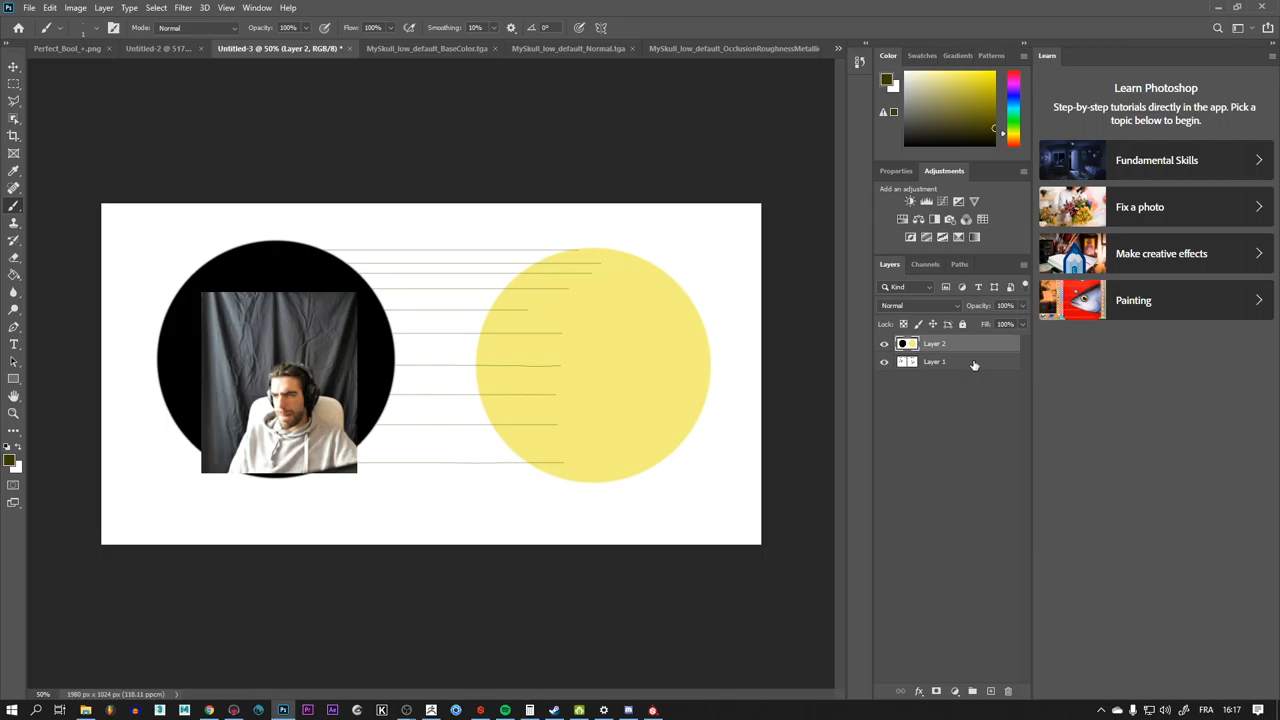 File Edit Image Layer Type Select Filter 3D View Window Help
Mode: Normal Opacity: 100% Flow: 100% Smoothing: 10% 0°
Perfect_Bool_+.png × Untitled-2 @ 517... × Untitled-3 @ 50% (Layer 2, RGB/8) * × MySkull_low_default_BaseColor.tga × MySkull_low_default_Normal.tga × MySkull_low_default_OcclusionRoughnessMetallic
Color Swatches Gradients Patterns
Learn
Learn Photoshop
Step-by-step tutorials directly in the app. Pick a
topic below to begin.
Fundamental Skills
Fix a photo
Make creative effects
Painting
Properties Adjustments
Add an adjustment
Layers Channels Paths
Kind
Normal Opacity: 100%
Lock: Fill: 100%
Layer 2
Layer 1
50% 1980 px x 1024 px (118.11 ppcm)
FRA 16:17